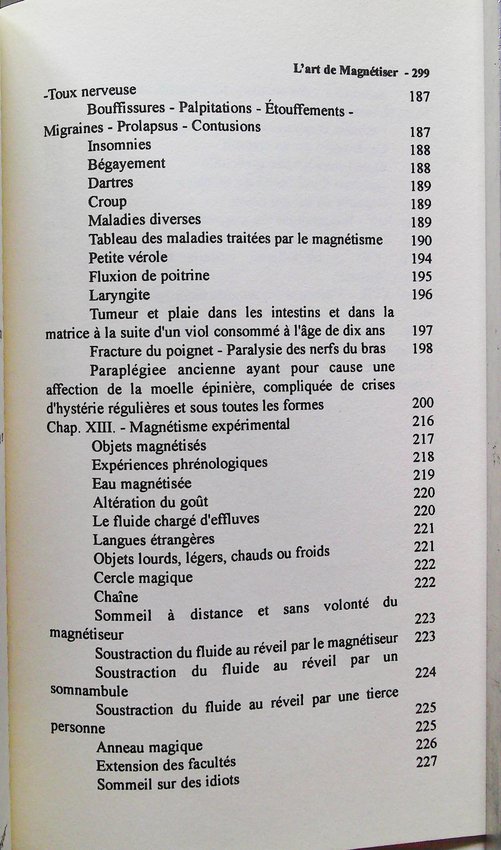 L'art de Magnétiser - 299
-Toux nerveuse 187
Bouffissures - Palpitations - Étouffements -
Migraines - Prolapsus - Contusions 187
Insomnies 188
Bégayement 188
Dartres 189
Croup 189
Maladies diverses 189
Tableau des maladies traitées par le magnétisme 190
Petite vérole 194
Fluxion de poitrine 195
Laryngite 196
Tumeur et plaie dans les intestins et dans la
matrice à la suite d'un viol consommé à l'âge de dix ans 197
Fracture du poignet - Paralysie des nerfs du bras 198
Paraplégiee ancienne ayant pour cause une
affection de la moelle épinière, compliquée de crises
d'hystérie régulières et sous toutes les formes 200
Chap. XIII. - Magnétisme expérimental 216
Objets magnétisés 217
Expériences phrénologiques 218
Eau magnétisée 219
Altération du goût 220
Le fluide chargé d'effluves 220
Langues étrangères 221
Objets lourds, légers, chauds ou froids 221
Cercle magique 222
Chaîne 222
Sommeil à distance et sans volonté du
magnétiseur 223
Soustraction du fluide au réveil par le magnétiseur 223
Soustraction du fluide au réveil par un
somnambule 224
Soustraction du fluide au réveil par une tierce
personne 225
Anneau magique 225
Extension des facultés 226
Sommeil sur des idiots 227